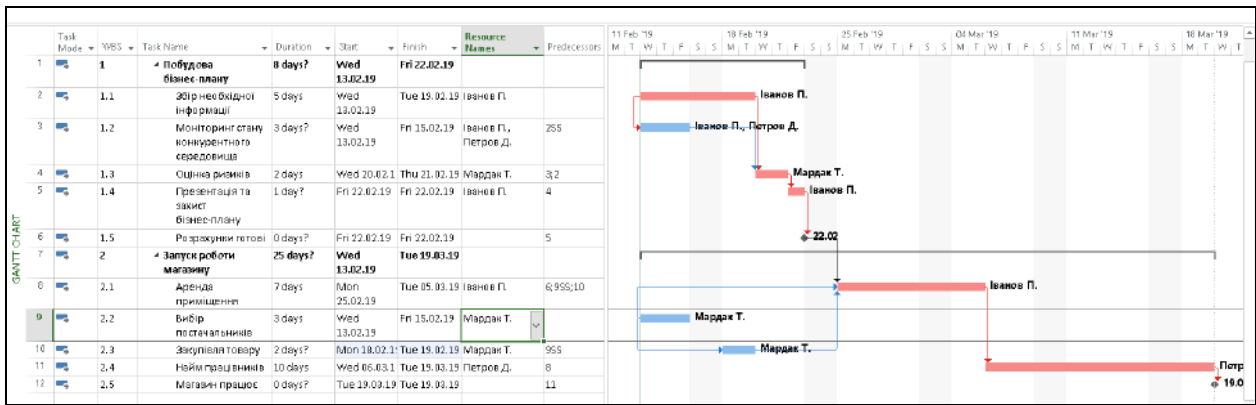 Task Mode WBS Task Name Duration Start Finish Resource Names Predecessors
11 Feb '19 18 Feb '19 25 Feb '19 04 Mar '19 11 Mar '19 18 Mar '19
M T W T F S S M T W T F S S M T W T F S S M T W T F S S M T W T F S S M T W T
GANTT CHART
1 1 Побудова бізнес-плану 8 days? Wed 13.02.19 Fri 22.02.19
2 1.1 Збір необхідної інформації 5 days Wed 13.02.19 Tue 19.02.19 Іванов П. Іванов П.
3 1.2 Моніторинг стану конкурентного середовища 3 days? Wed 13.02.19 Fri 15.02.19 Іванов П., Петров Д. 2SS Іванов П., Петров Д.
4 1.3 Оцінка ризиків 2 days Wed 20.02.1 Thu 21.02.19 Мардак Т. 3;2 Мардак Т.
5 1.4 Презентація та захист бізнес-плану 1 day? Fri 22.02.19 Fri 22.02.19 Іванов П. 4 Іванов П.
6 1.5 Розрахунки готові 0 days? Fri 22.02.19 Fri 22.02.19 5 22.02
7 2 Запуск роботи магазину 25 days? Wed 13.02.19 Tue 19.03.19
8 2.1 Аренда приміщення 7 days Mon 25.02.19 Tue 05.03.19 Іванов П. 6;9SS;10 Іванов П.
9 2.2 Вибір постачальників 3 days Wed 13.02.19 Fri 15.02.19 Мардак Т. Мардак Т.
10 2.3 Закупівля товару 2 days? Mon 18.02.1 Tue 19.02.19 Мардак Т. 9SS Мардак Т.
11 2.4 Найм працівників 10 days Wed 06.03.1 Tue 19.03.19 Петров Д. 8 Петр
12 2.5 Магазин працює 0 days? Tue 19.03.19 Tue 19.03.19 11 19.0